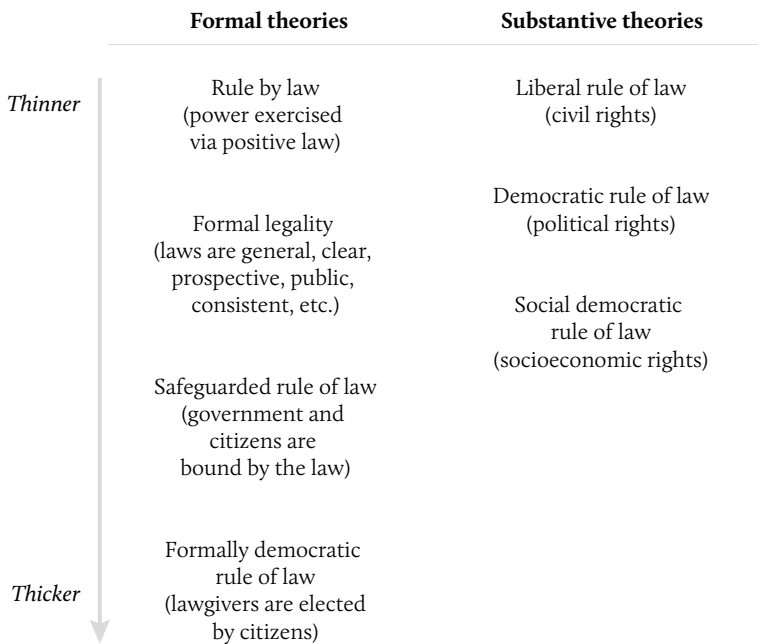 Formal theories
Substantive theories
Thinner
Rule by law
(power exercised
via positive law)
Liberal rule of law
(civil rights)
Democratic rule of law
(political rights)
Formal legality
(laws are general, clear,
prospective, public,
consistent, etc.)
Social democratic
rule of law
(socioeconomic rights)
Safeguarded rule of law
(government and
citizens are
bound by the law)
Formally democratic
rule of law
(lawgivers are elected
by citizens)
Thicker